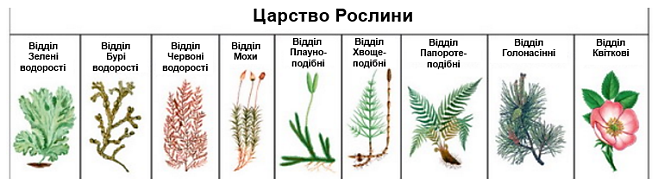 Царство Рослини
Відділ
Зелені
водорості
Відділ
Бурі
водорості
Відділ
Червоні
водорості
Відділ
Мохи
Відділ
Плауно-
подібні
Відділ
Хвоще-
подібні
Відділ
Папороте-
подібні
Відділ
Голонасінні
Відділ
Квіткові